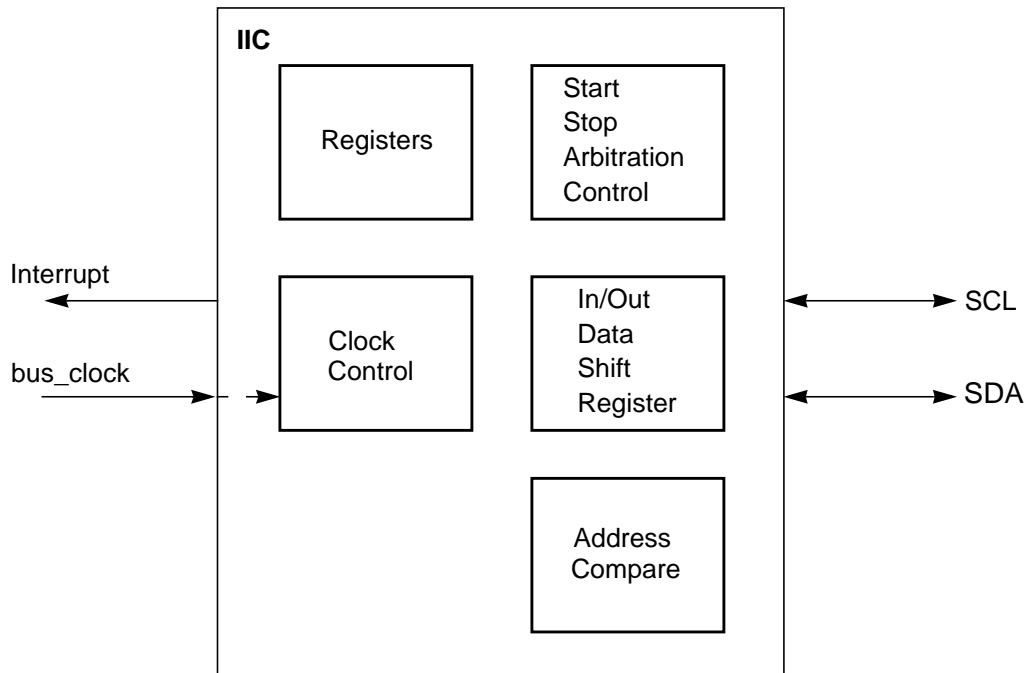 IIC
Registers
Start
Stop
Arbitration
Control
Interrupt
bus_clock
Clock
Control
In/Out
Data
Shift
Register
SCL
SDA
Address
Compare